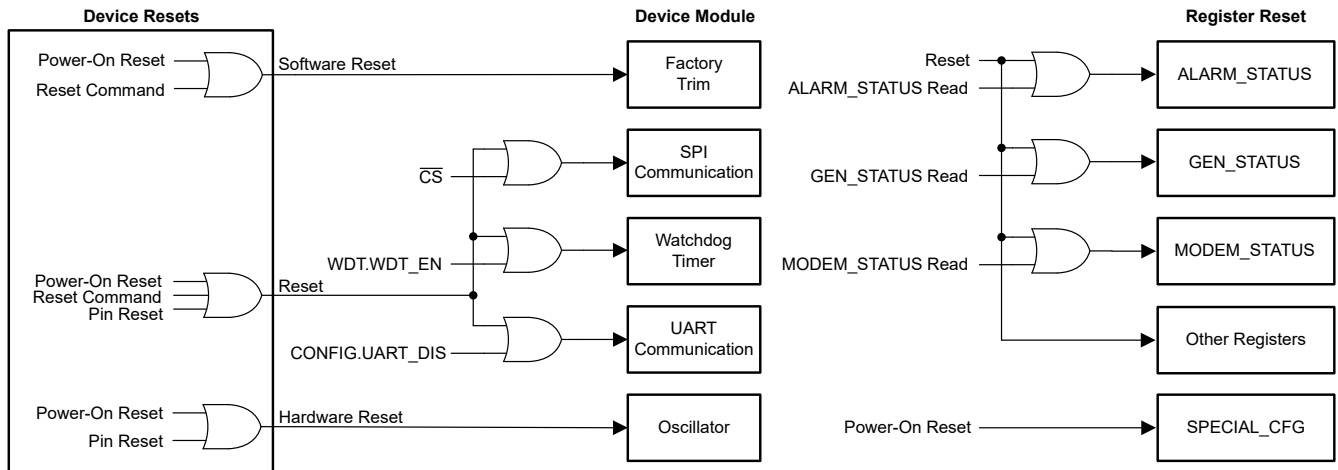 Device Resets
Device Module
Register Reset
Power-On Reset
Reset Command
Software Reset
Factory
Trim
Reset
ALARM_STATUS Read
ALARM_STATUS
CS
SPI
Communication
GEN_STATUS Read
GEN_STATUS
WDT.WDT_EN
Watchdog
Timer
MODEM_STATUS Read
MODEM_STATUS
Power-On Reset
Reset Command
Pin Reset
Reset
CONFIG.UART_DIS
UART
Communication
Other Registers
Power-On Reset
Pin Reset
Hardware Reset
Oscillator
Power-On Reset
SPECIAL_CFG